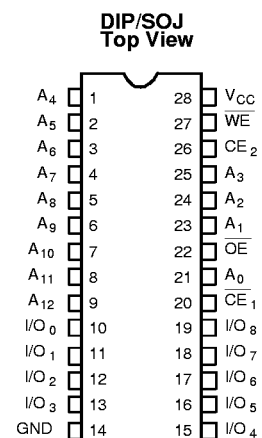 DIP/SOJ
Top View
A4 1 28 VCC
A5 2 27 WE
A6 3 26 CE2
A7 4 25 A3
A8 5 24 A2
A9 6 23 A1
A10 7 22 OE
A11 8 21 A0
A12 9 20 CE1
I/O0 10 19 I/O8
I/O1 11 18 I/O7
I/O2 12 17 I/O6
I/O3 13 16 I/O5
GND 14 15 I/O4